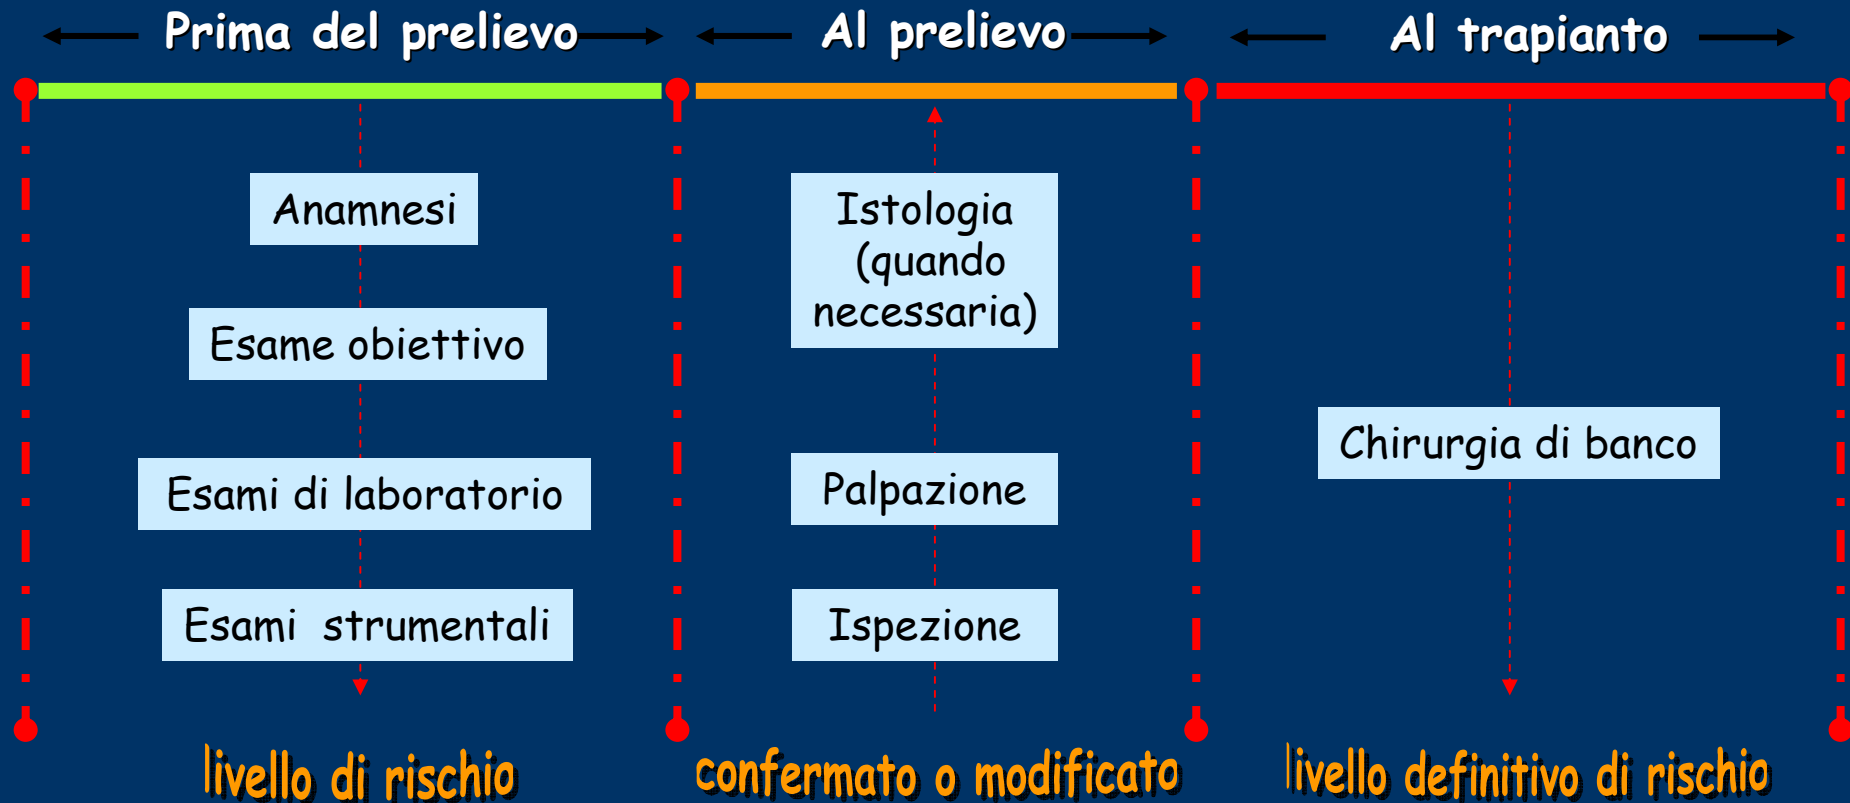 Prima del prelievo
Al prelievo
Al trapianto
Anamnesi
Esame obiettivo
Esami di laboratorio
Esami strumentali
Istologia
(quando
necessaria)
Palpazione
Ispezione
Chirurgia di banco
livello di rischio
confermato o modificato
livello definitivo di rischio